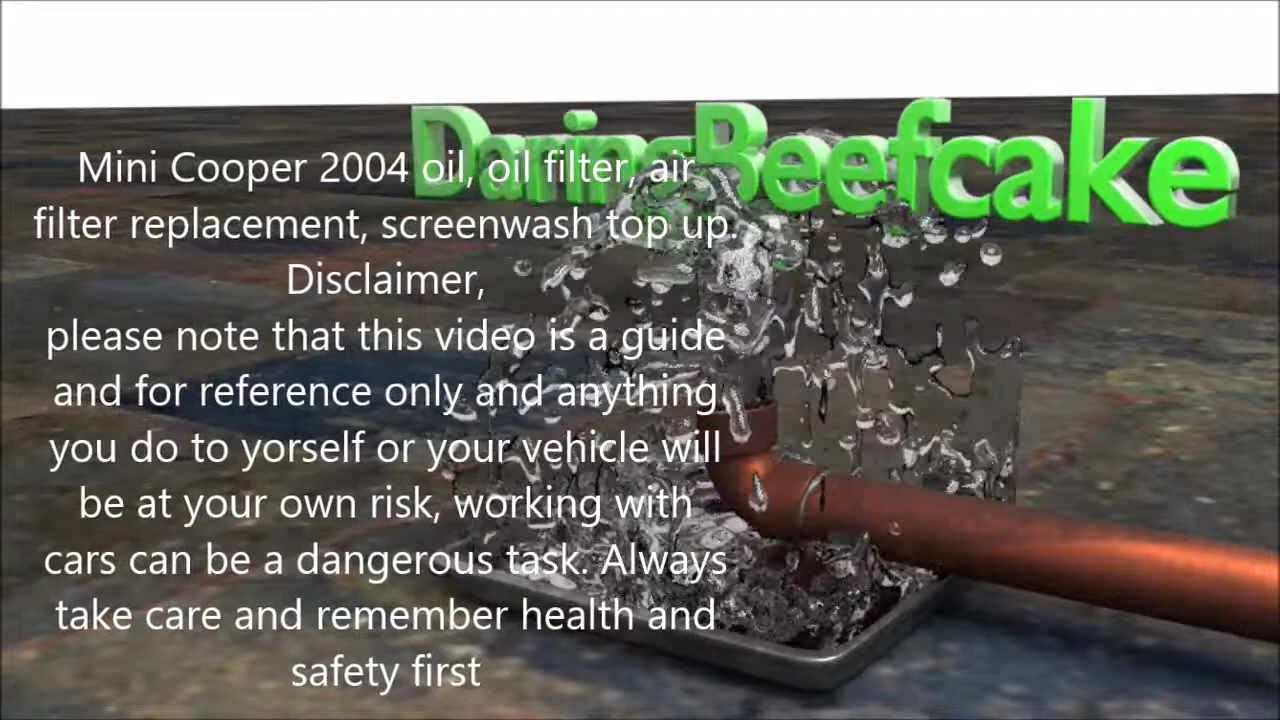 DaringBeefcake
Mini Cooper 2004 oil, oil filter, air
filter replacement, screenwash top up.
Disclaimer,
please note that this video is a guide
and for reference only and anything
you do to yorself or your vehicle will
be at your own risk, working with
cars can be a dangerous task. Always
take care and remember health and
safety first